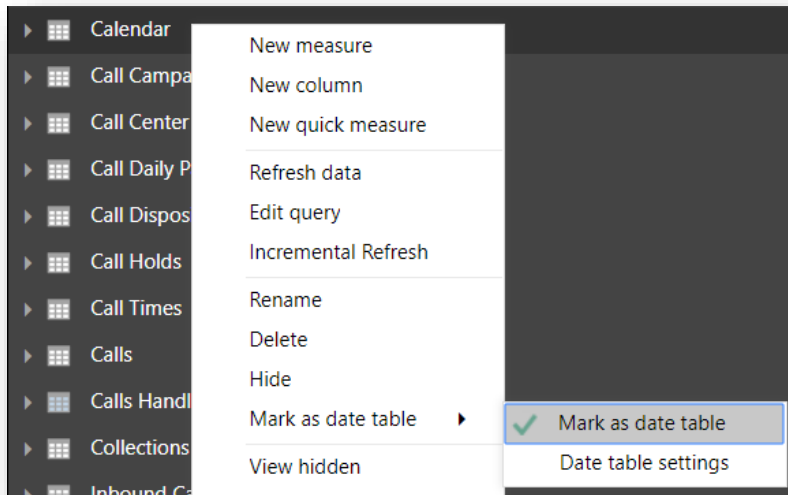 Calendar
Call Campa
Call Center
Call Daily P
Call Dispos
Call Holds
Call Times
Calls
Calls Handl
Collections
Inbound Ca
New measure
New column
New quick measure
Refresh data
Edit query
Incremental Refresh
Rename
Delete
Hide
Mark as date table
View hidden
Mark as date table
Date table settings